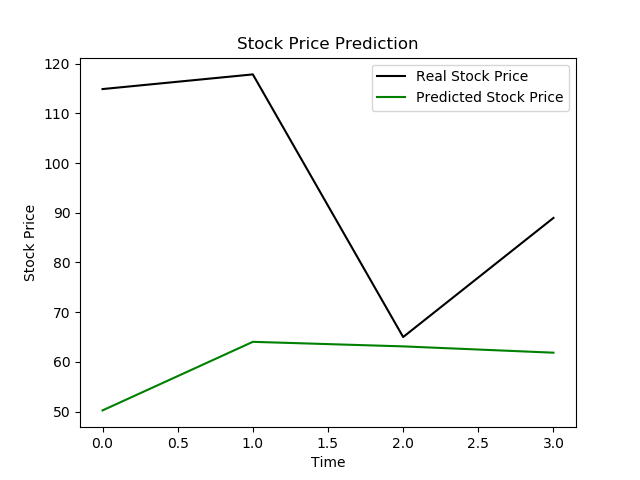 Stock Price Prediction
Real Stock Price
Predicted Stock Price
Stock Price
120
110
100
90
80
70
60
50
0.0 0.5 1.0 1.5 2.0 2.5 3.0
Time